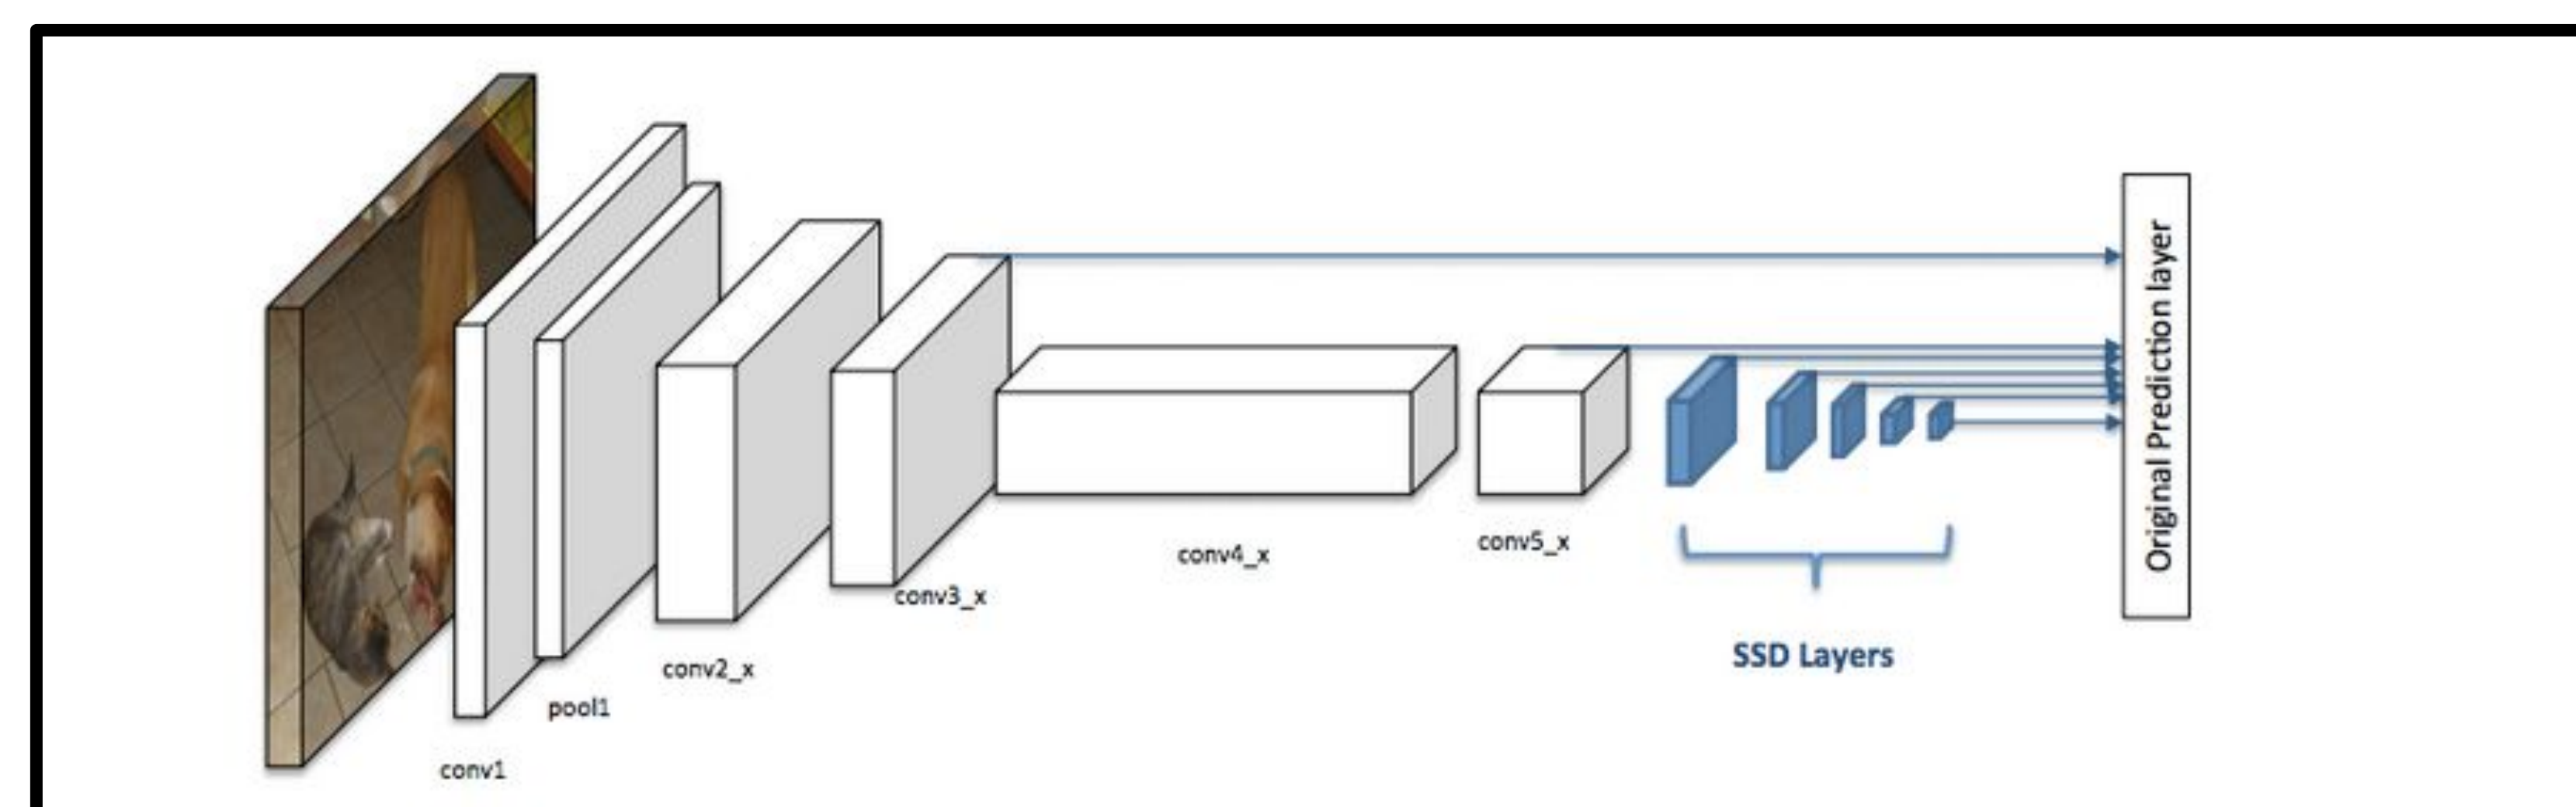 conv1
pool1
conv2_x
conv3_x
conv4_x
conv5_x
SSD Layers
Original Prediction layer